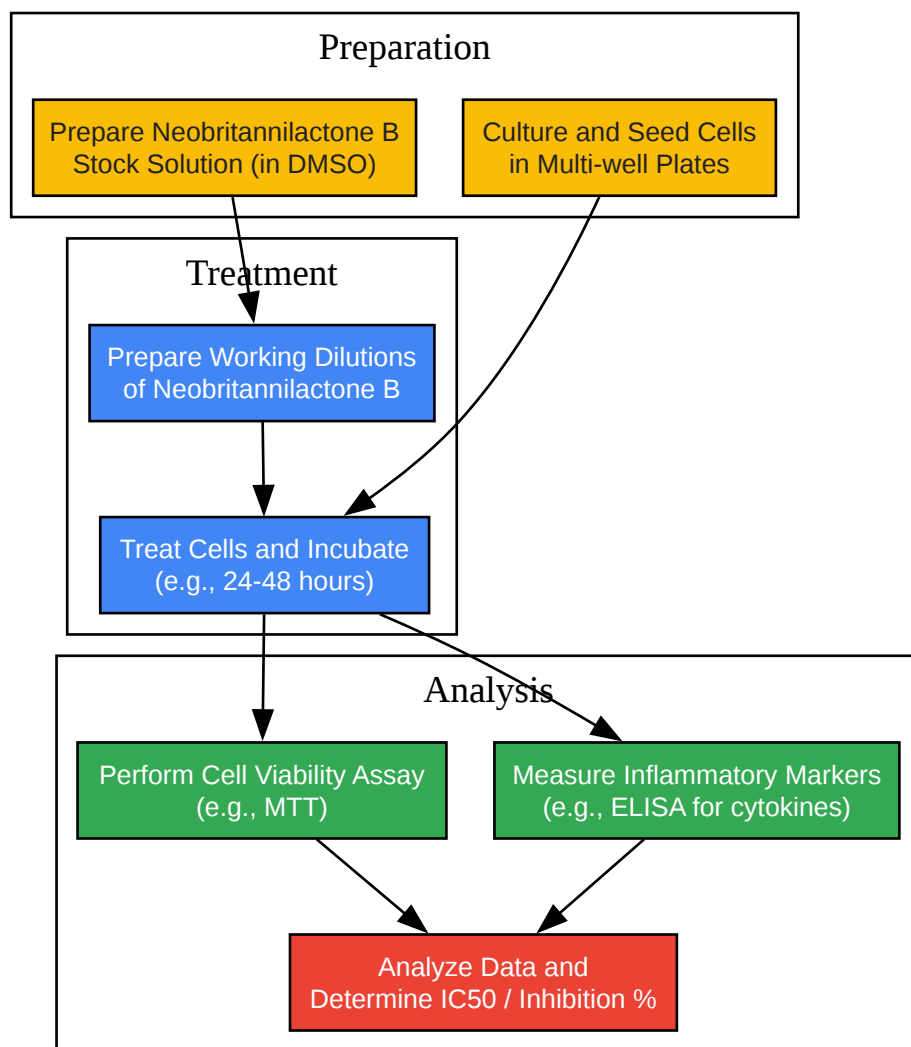 Preparation
Prepare Neobritannilactone B
Stock Solution (in DMSO)
Culture and Seed Cells
in Multi-well Plates
Treatment
Prepare Working Dilutions
of Neobritannilactone B
Treat Cells and Incubate
(e.g., 24-48 hours)
Analysis
Perform Cell Viability Assay
(e.g., MTT)
Measure Inflammatory Markers
(e.g., ELISA for cytokines)
Analyze Data and
Determine IC50 / Inhibition %